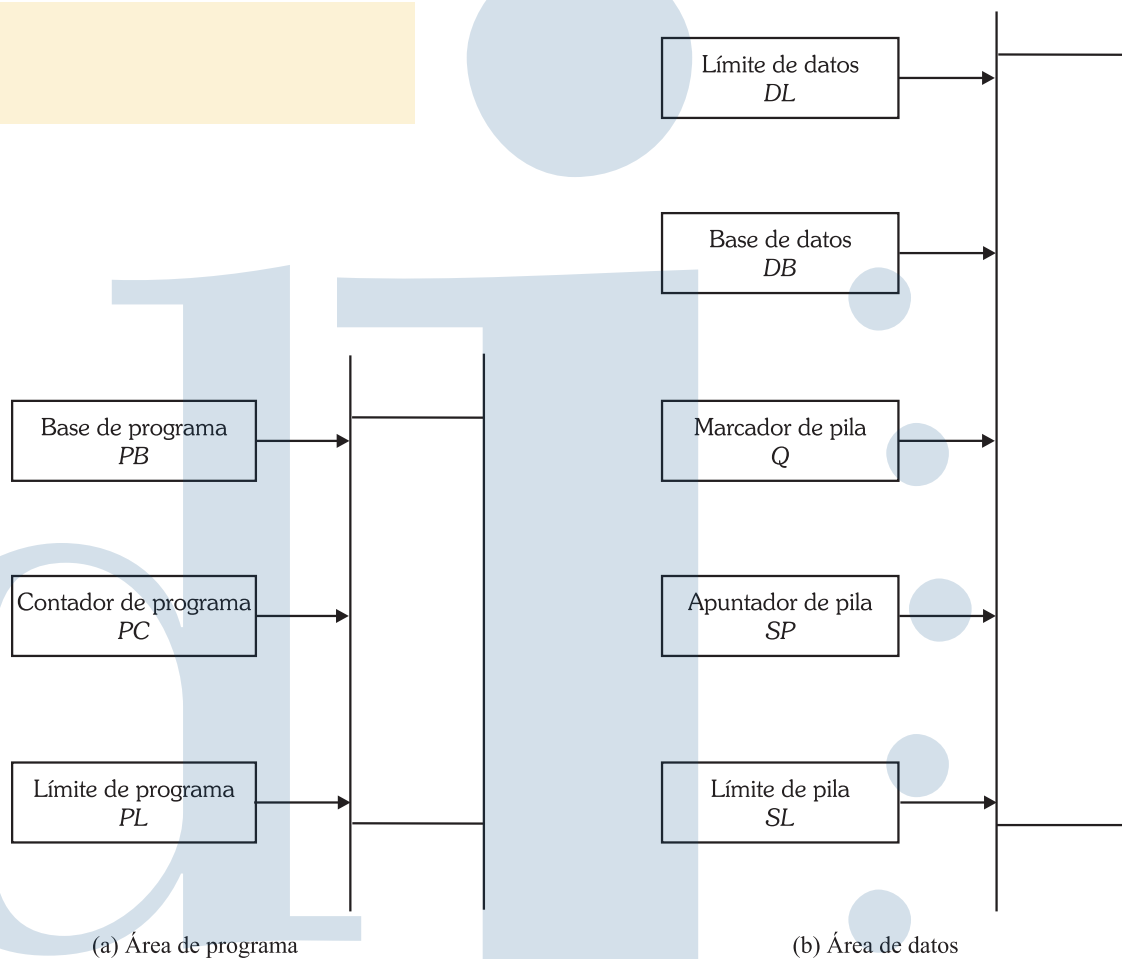 Límite de datos
DL
Base de datos
DB
Base de programa
PB
Marcador de pila
Q
Contador de programa
PC
Apuntador de pila
SP
Límite de programa
PL
Límite de pila
SL
(a) Área de programa
(b) Área de datos